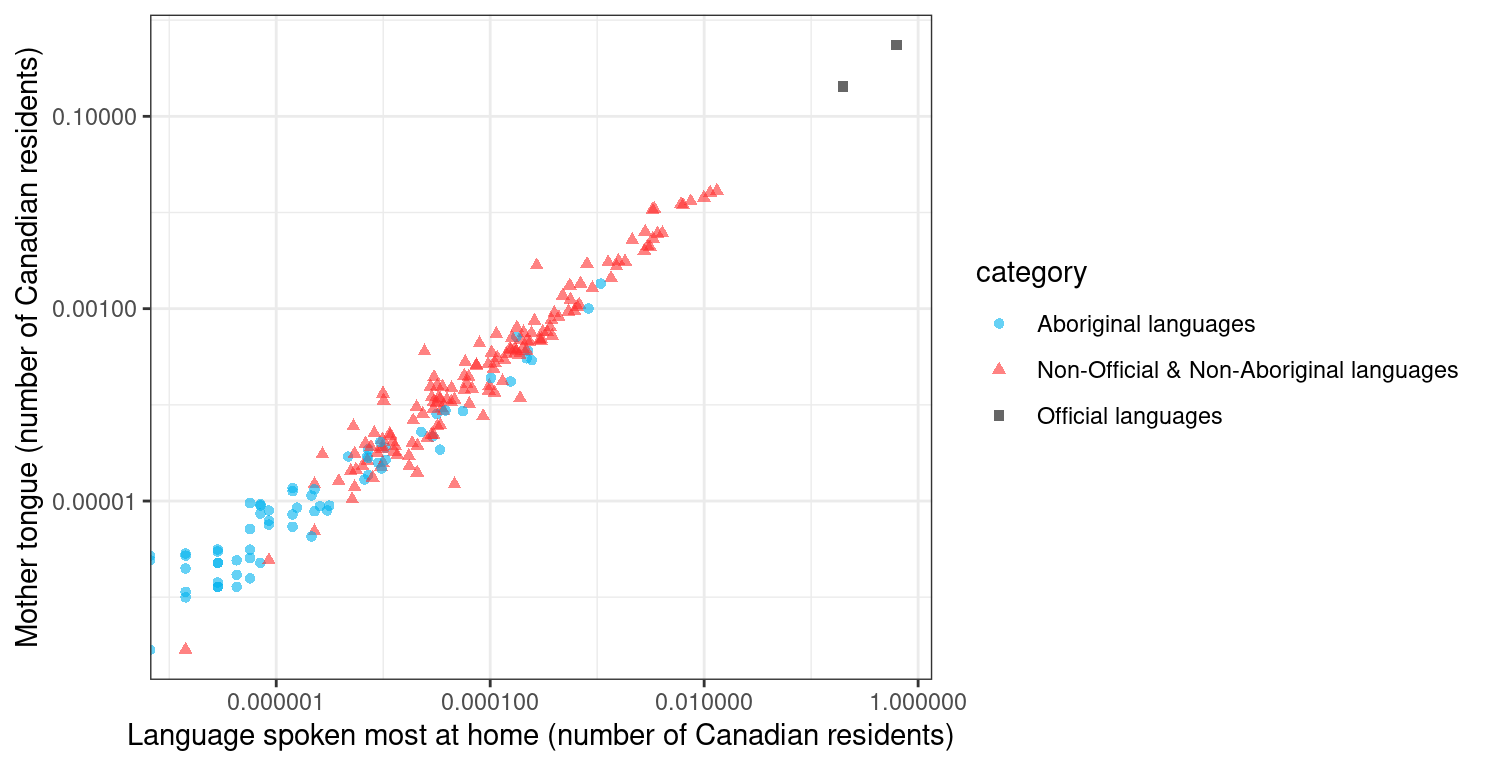 Mother tongue (number of Canadian residents)
0.10000
0.00100
0.00001
0.000001
0.000100
0.010000
1.000000
Language spoken most at home (number of Canadian residents)
category
Aboriginal languages
Non-Official & Non-Aboriginal languages
Official languages